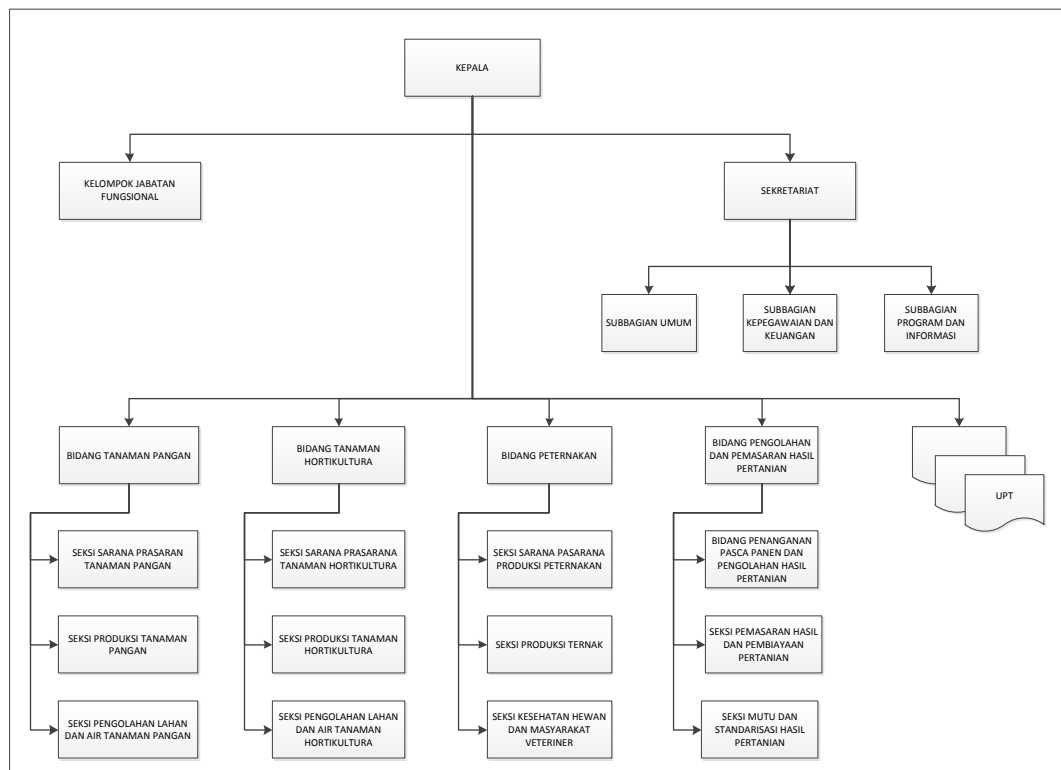 KEPALA
KELOMPOK JABATAN
FUNGSIONAL
SEKRETARIAT
SUBBAGIAN UMUM
SUBBAGIAN
KEPEGAWAIAN DAN
KEUANGAN
SUBBAGIAN
PROGRAM DAN
INFORMASI
BIDANG TANAMAN PANGAN
BIDANG TANAMAN
HORTIKULTURA
BIDANG PETERNAKAN
BIDANG PENGOLAHAN
DAN PEMASARAN HASIL
PERTANIAN
UPT
SEKSI SARANA PRASARAN
TANAMAN PANGAN
SEKSI SARANA PRASARANA
TANAMAN HORTIKULTURA
SEKSI SARANA PASARANA
PRODUKSI PETERNAKAN
BIDANG PENANGANAN
PASCA PANEN DAN
PENGOLAHAN HASIL
PERTANIAN
SEKSI PRODUKSI TANAMAN
PANGAN
SEKSI PRODUKSI TANAMAN
HORTIKULTURA
SEKSI PRODUKSI TERNAK
SEKSI PEMASARAN HASIL
DAN PEMBIAYAAN
PERTANIAN
SEKSI PENGOLAHAN LAHAN
DAN AIR TANAMAN PANGAN
SEKSI PENGOLAHAN LAHAN
DAN AIR TANAMAN
HORTIKULTURA
SEKSI KESEHATAN HEWAN
DAN MASYARAKAT
VETERINER
SEKSI MUTU DAN
STANDARISASI HASIL
PERTANIAN